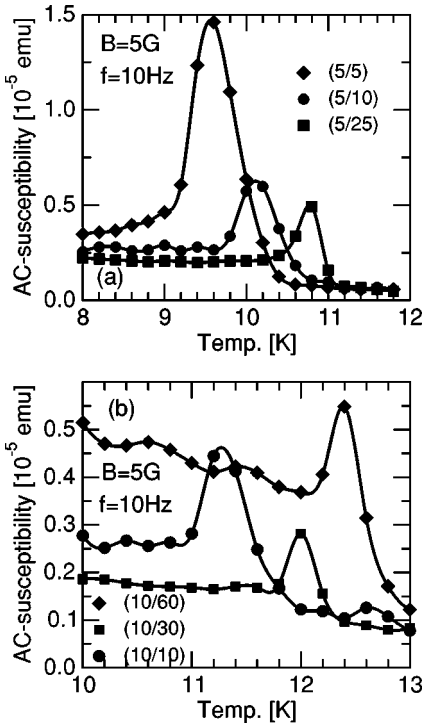 1.5
B=5G
f=10Hz
(5/5)
(5/10)
(5/25)
1.0
0.5
0.0
AC-susceptibility [10⁻⁵ emu]
(a)
8 9 10 11 12
Temp. [K]
(b)
0.5
0.4
B=5G
f=10Hz
0.3
0.2
0.1
0.0
AC-susceptibility [10⁻⁵ emu]
(10/60)
(10/30)
(10/10)
10 11 12 13
Temp. [K]